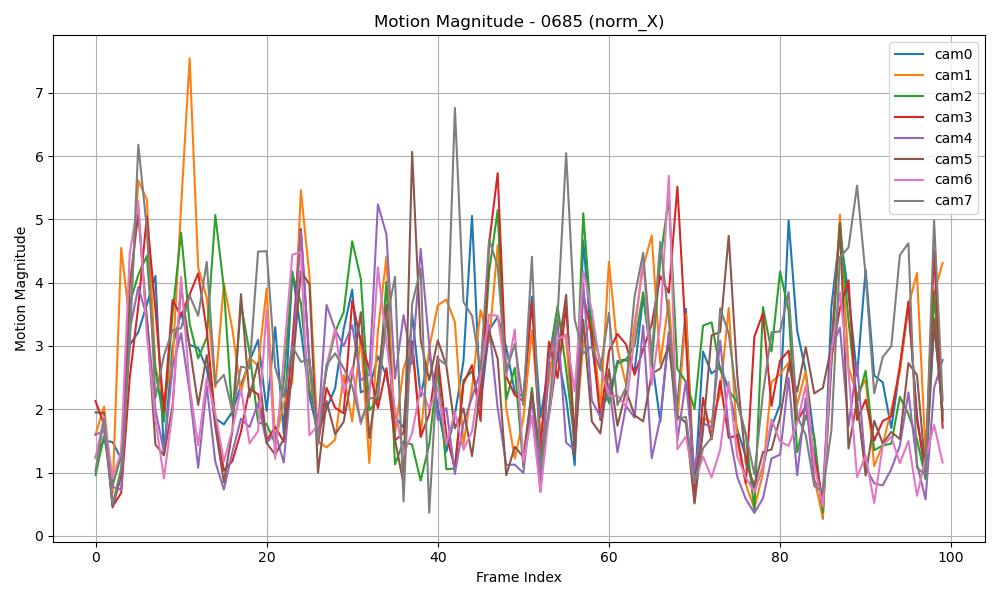 Motion Magnitude - 0685 (norm_X)
Motion Magnitude
7
6
5
4
3
2
1
0
0
20
40
60
80
100
Frame Index
cam0
cam1
cam2
cam3
cam4
cam5
cam6
cam7